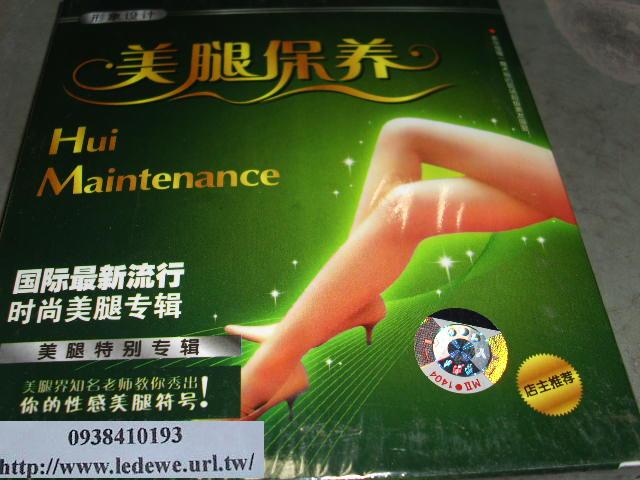 形象设计
美腿保养
Hui
Maintenance
国际最新流行
时尚美腿专辑
美腿特别专辑
美腿界知名老师教你秀出
你的性感美腿符号!
MII●1404
店主推荐
0938410193
http://www.ledewe.url.tw/